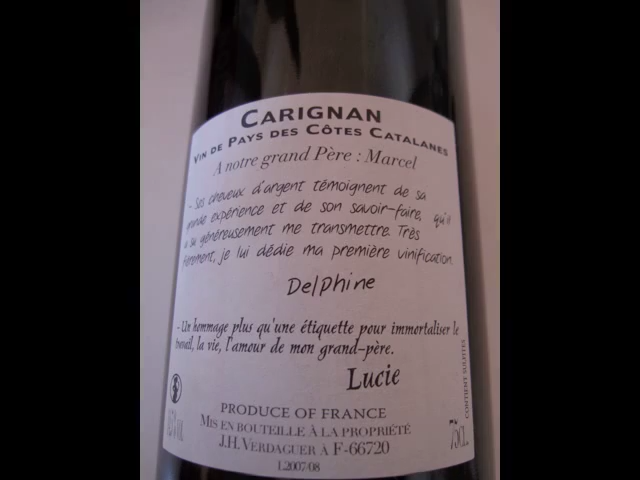 CARIGNAN
VIN DE PAYS DES CÔTES CATALANES
A notre grand Père : Marcel
- Ses cheveux d'argent témoignent de sa
grande expérience et de son savoir-faire, qu'il
a su généreusement me transmettre. Très
fièrement, je lui dédie ma première vinification.
Delphine
- Un hommage plus qu'une étiquette pour immortaliser le
travail, la vie, l'amour de mon grand-père.
Lucie
CONTIENT SULFITES
PRODUCE OF FRANCE
MIS EN BOUTEILLE À LA PROPRIÉTÉ
J.H. VERDAGUER À F-66720
75CL.
L2007/08